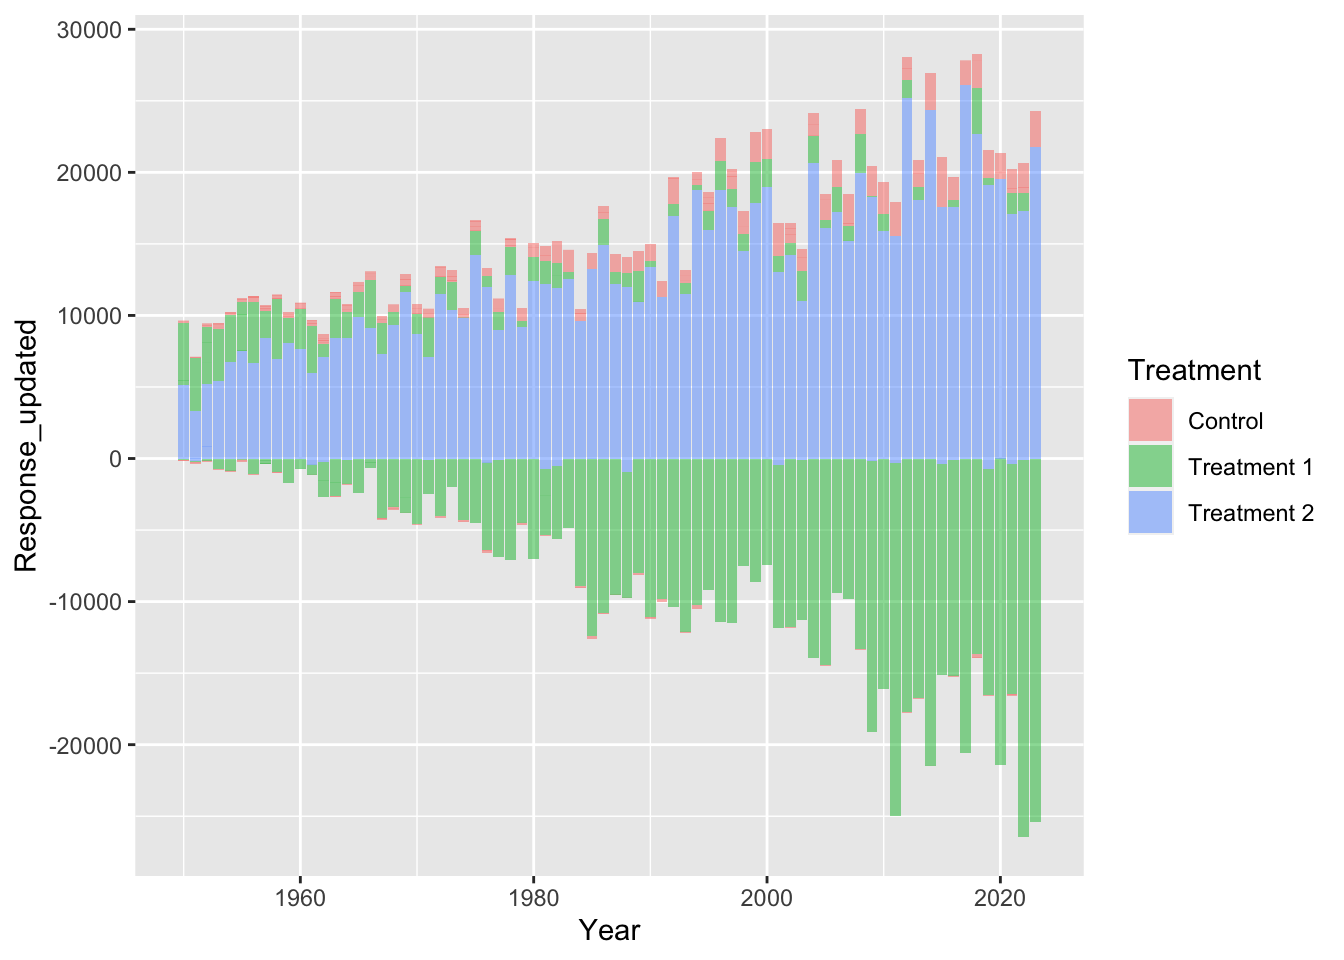 30000
20000
10000
0
-10000
-20000
Response_updated
1960
1980
2000
2020
Year
Treatment
Control
Treatment 1
Treatment 2